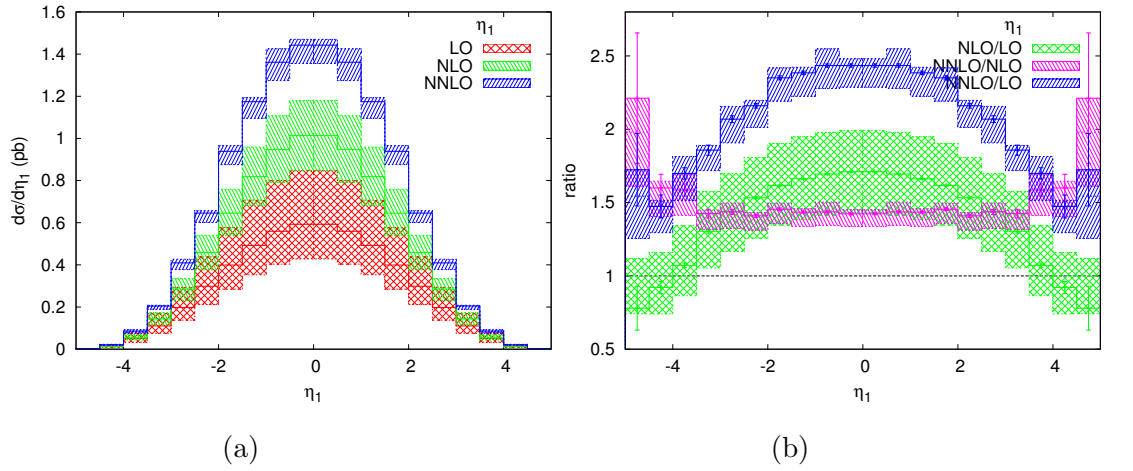 η1
LO
NLO
NNLO
dσ/dη1 (pb)
1.6
1.4
1.2
1
0.8
0.6
0.4
0.2
0
-4
-2
0
2
4
η1
(a)
η1
NLO/LO
NNLO/NLO
NNLO/LO
ratio
2.5
2
1.5
1
0.5
-4
-2
0
2
4
η1
(b)